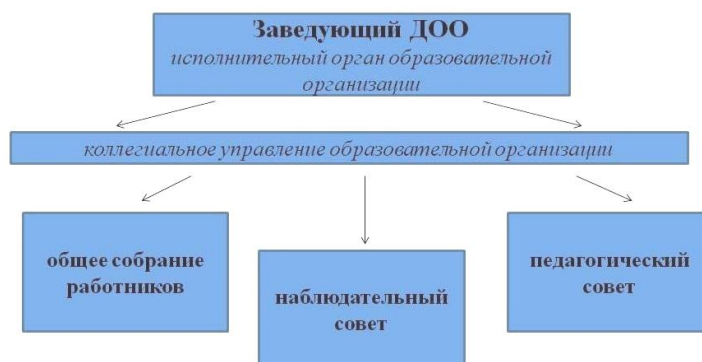 Заведующий ДОО
исполнительный орган образовательной
организации
коллегиальное управление образовательной организации
общее собрание
работников
наблюдательный
совет
педагогический
совет